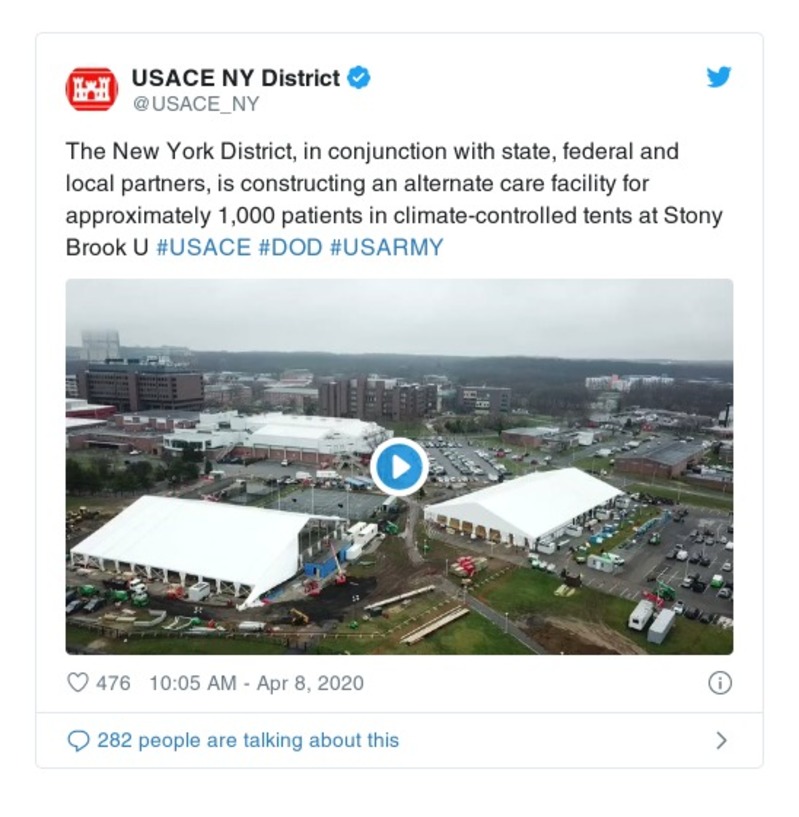 USACE NY District
@USACE_NY
The New York District, in conjunction with state, federal and
local partners, is constructing an alternate care facility for
approximately 1,000 patients in climate-controlled tents at Stony
Brook U #USACE #DOD #USARMY
476 10:05 AM - Apr 8, 2020
282 people are talking about this